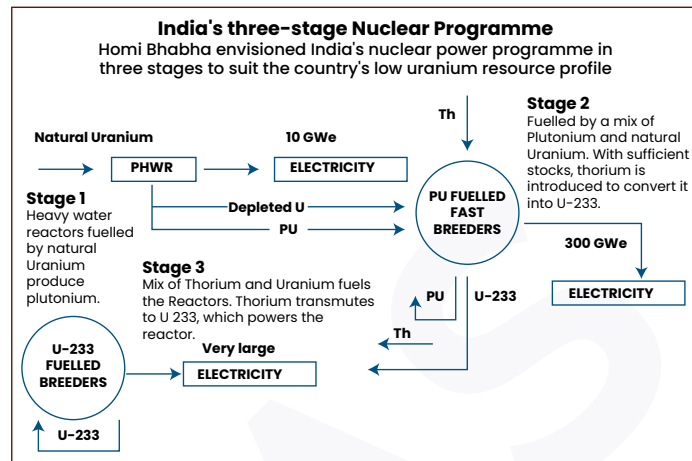 India's three-stage Nuclear Programme
Homi Bhabha envisioned India's nuclear power programme in
three stages to suit the country's low uranium resource profile
Th
Stage 2
Fuelled by a mix of
Plutonium and natural
Uranium. With sufficient
stocks, thorium is
introduced to convert it
into U-233.
Natural Uranium
10 GWe
PHWR
ELECTRICITY
Stage 1
Heavy water
reactors fuelled
by natural
Uranium
produce
plutonium.
Depleted U
PU
PU FUELLED
FAST
BREEDERS
300 GWe
ELECTRICITY
Stage 3
Mix of Thorium and Uranium fuels
the Reactors. Thorium transmutes
to U 233, which powers the
reactor.
PU
U-233
Th
Very large
U-233
FUELLED
BREEDERS
ELECTRICITY
U-233